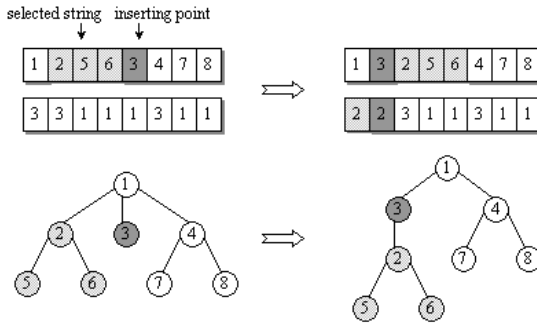 selected string inserting point
1 2 5 6 3 4 7 8 1 3 2 5 6 4 7 8
3 3 1 1 1 3 1 1 2 2 3 1 1 3 1 1
1 1
2 3 4 3 4
5 6 7 8 2 7 8
5 6